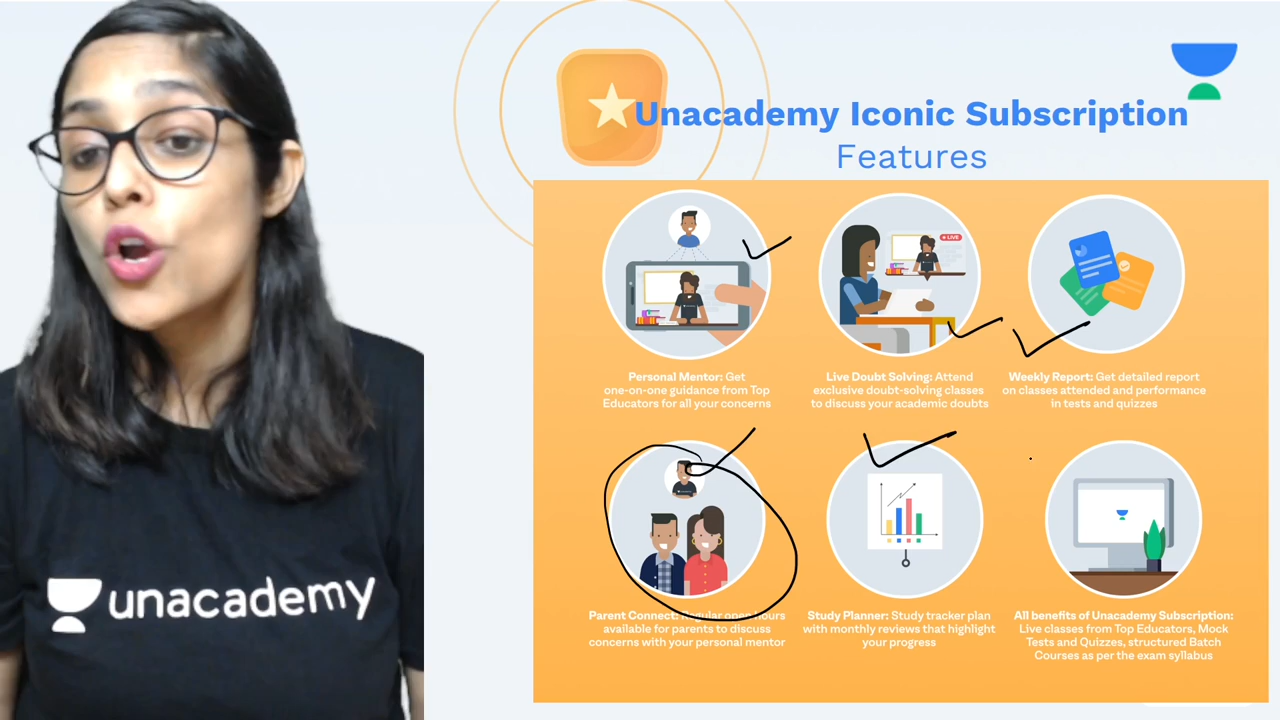 Unacademy Iconic Subscription
Features
LIVE
Personal Mentor: Get
one-on-one guidance from Top
Educators for all your concerns
Live Doubt Solving: Attend
exclusive doubt-solving classes
to discuss your academic doubts
Weekly Report: Get detailed report
on classes attended and performance
in tests and quizzes
Parent Connect: Regular open hours
available for parents to discuss
concerns with your personal mentor
Study Planner: Study tracker plan
with monthly reviews that highlight
your progress
All benefits of Unacademy Subscription:
Live classes from Top Educators, Mock
Tests and Quizzes, structured Batch
Courses as per the exam syllabus
unacademy